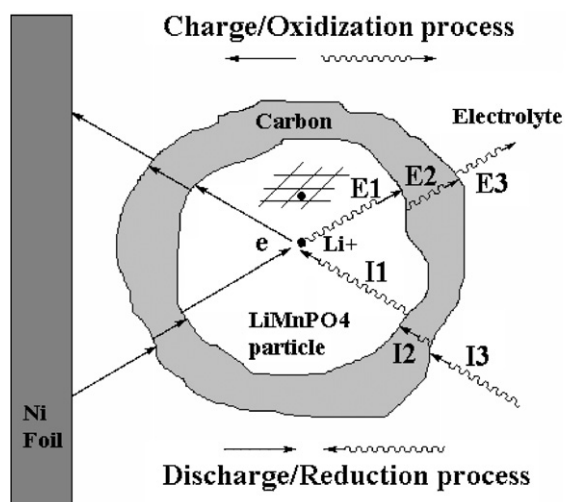 Charge/Oxidization process
Carbon
Electrolyte
E1
E2
E3
e
Li+
I1
LiMnPO4
particle
I2
I3
Ni
Foil
Discharge/Reduction process